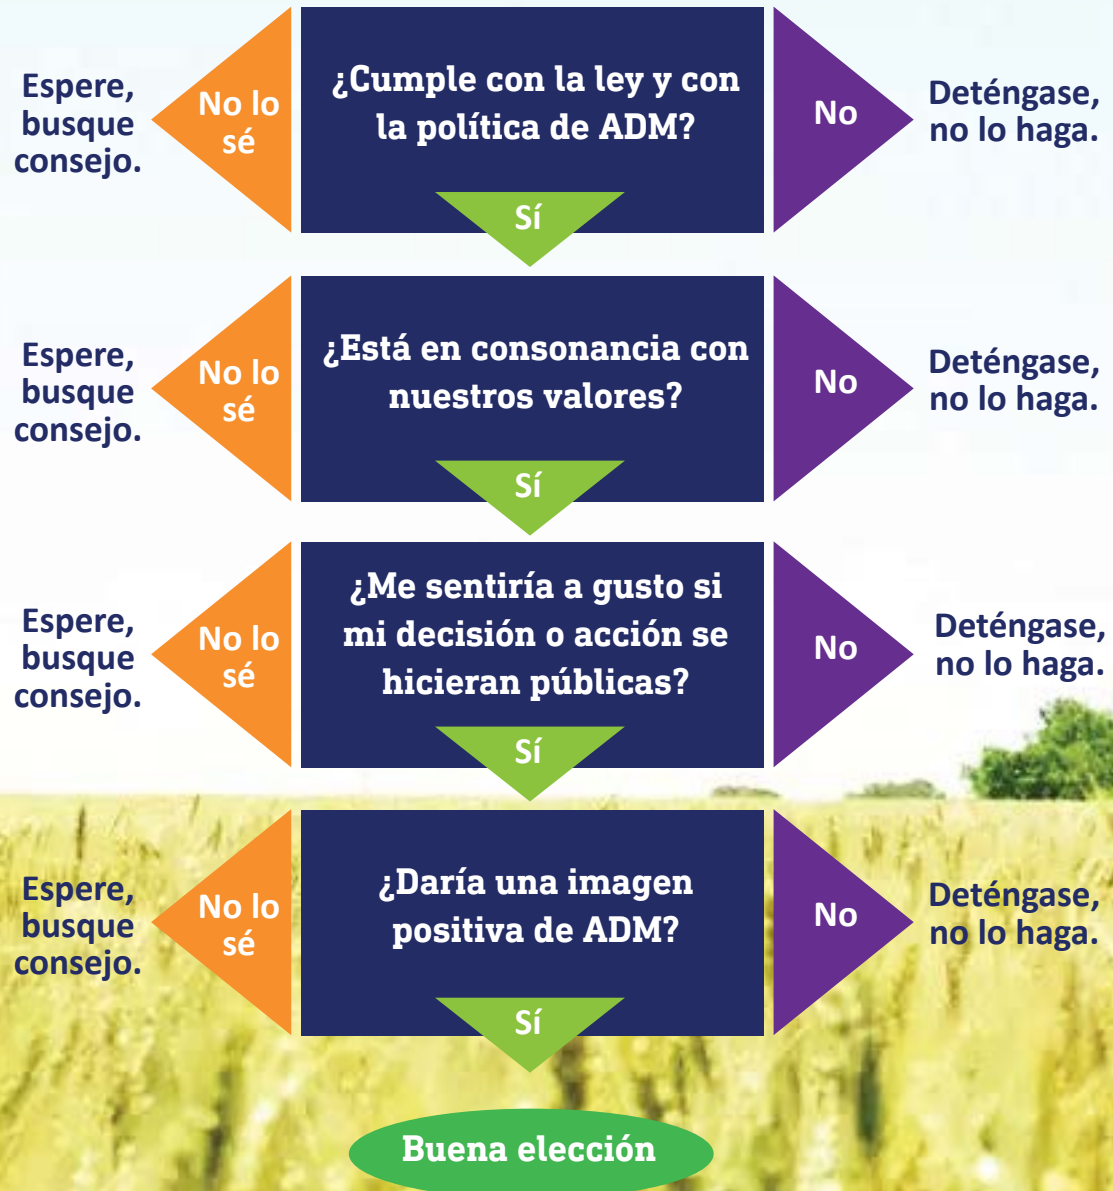 Espere,
busque
consejo.
No lo
sé
¿Cumple con la ley y con
la política de ADM?
Sí
No
Deténgase,
no lo haga.
Espere,
busque
consejo.
No lo
sé
¿Está en consonancia con
nuestros valores?
Sí
No
Deténgase,
no lo haga.
Espere,
busque
consejo.
No lo
sé
¿Me sentiría a gusto si
mi decisión o acción se
hicieran públicas?
Sí
No
Deténgase,
no lo haga.
Espere,
busque
consejo.
No lo
sé
¿Daría una imagen
positiva de ADM?
Sí
No
Deténgase,
no lo haga.
Buena elección